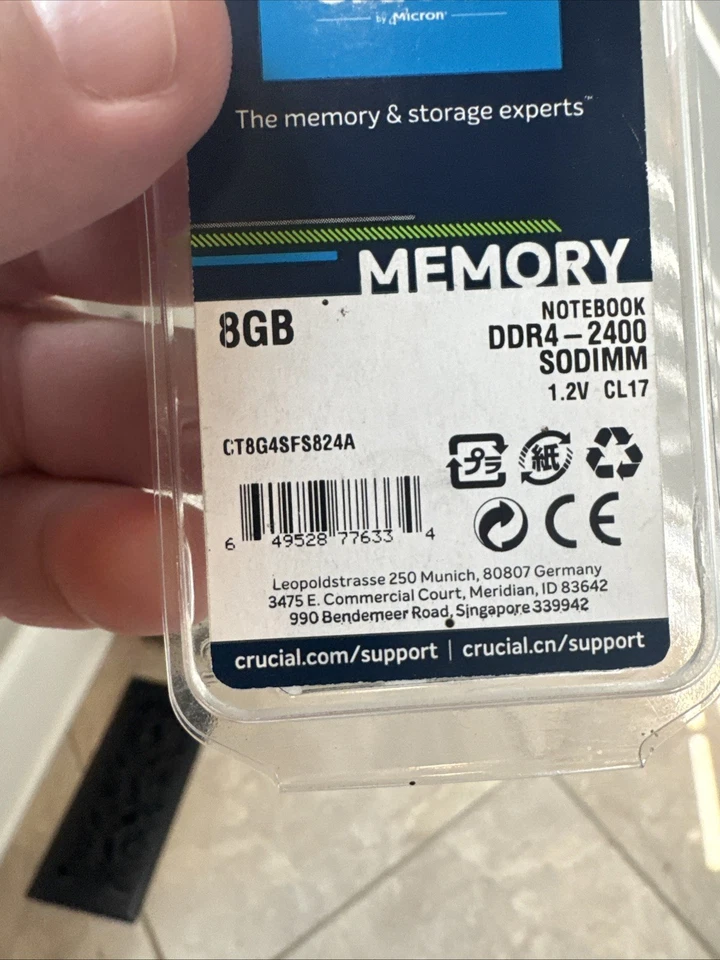 by Micron®
The memory & storage experts™
MEMORY
8GB
NOTEBOOK
DDR4-2400
SODIMM
1.2V CL17
CT8G4SFS824A
プラ
紙
CE
6 49528 77633 4
Leopoldstrasse 250 Munich, 80807 Germany
3475 E. Commercial Court, Meridian, ID 83642
990 Bendemeer Road, Singapore 339942
crucial.com/support | crucial.cn/support